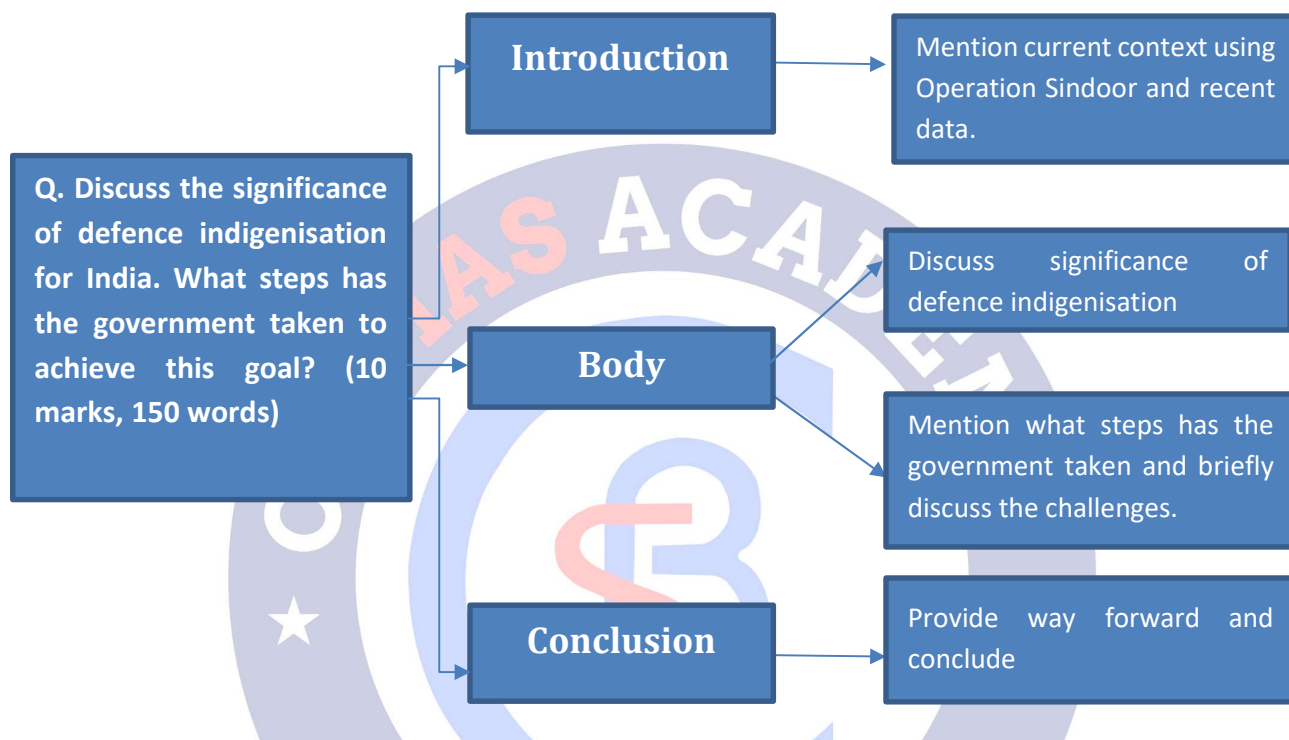 Q. Discuss the significance
of defence indigenisation
for India. What steps has
the government taken to
achieve this goal? (10
marks, 150 words)
Introduction
Mention current context using
Operation Sindoor and recent
data.
Body
Discuss significance of
defence indigenisation
Mention what steps has the
government taken and briefly
discuss the challenges.
Conclusion
Provide way forward and
conclude
AS ACADE